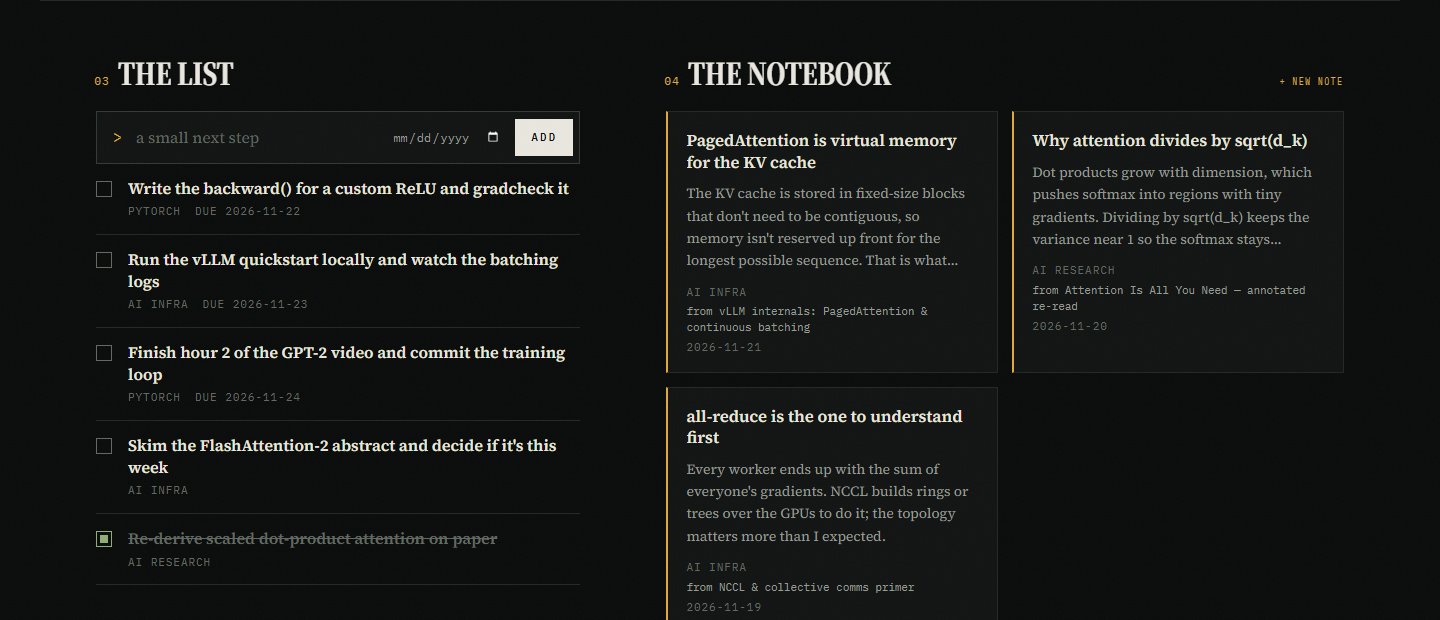 03 THE LIST
> a small next step mm/dd/yyyy ADD
Write the backward() for a custom ReLU and gradcheck it
PYTORCH DUE 2026-11-22
Run the vLLM quickstart locally and watch the batching
logs
AI INFRA DUE 2026-11-23
Finish hour 2 of the GPT-2 video and commit the training
loop
PYTORCH DUE 2026-11-24
Skim the FlashAttention-2 abstract and decide if it's this
week
AI INFRA
Re-derive scaled dot-product attention on paper
AI RESEARCH
04 THE NOTEBOOK
+ NEW NOTE
PagedAttention is virtual memory
for the KV cache
The KV cache is stored in fixed-size blocks
that don't need to be contiguous, so
memory isn't reserved up front for the
longest possible sequence. That is what...
AI INFRA
from vLLM internals: PagedAttention &
continuous batching
2026-11-21
Why attention divides by sqrt(d_k)
Dot products grow with dimension, which
pushes softmax into regions with tiny
gradients. Dividing by sqrt(d_k) keeps the
variance near 1 so the softmax stays...
AI RESEARCH
from Attention Is All You Need — annotated
re-read
2026-11-20
all-reduce is the one to understand
first
Every worker ends up with the sum of
everyone's gradients. NCCL builds rings or
trees over the GPUs to do it; the topology
matters more than I expected.
AI INFRA
from NCCL & collective comms primer
2026-11-19